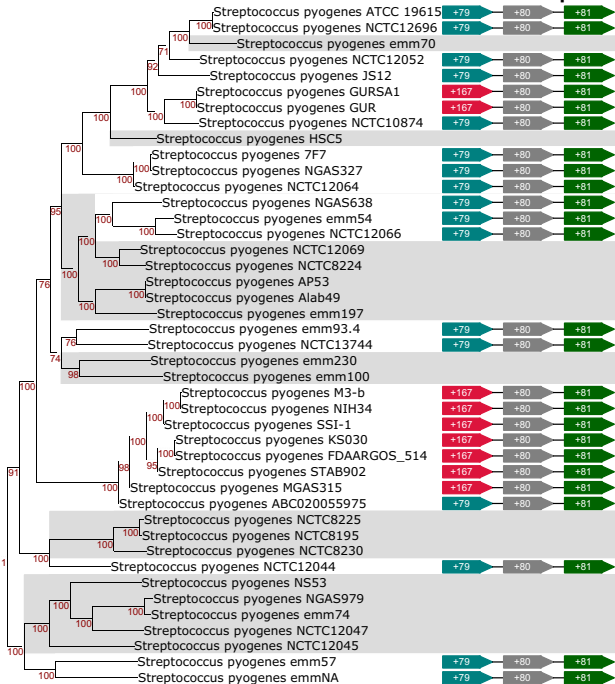 Streptococcus pyogenes ATCC 19615 +79 +80 +81
100 Streptococcus pyogenes NCTC12696 +79 +80 +81
100 Streptococcus pyogenes emm70
71 Streptococcus pyogenes NCTC12052 +79 +80 +81
92 Streptococcus pyogenes JS12 +79 +80 +81
100 Streptococcus pyogenes GURSA1 +167 +80 +81
100 Streptococcus pyogenes GUR +167 +80 +81
100 Streptococcus pyogenes NCTC10874 +79 +80 +81
100 Streptococcus pyogenes HSC5
Streptococcus pyogenes 7F7 +79 +80 +81
100 Streptococcus pyogenes NGAS327 +79 +80 +81
100 Streptococcus pyogenes NCTC12064 +79 +80 +81
Streptococcus pyogenes NGAS638 +79 +80 +81
95 Streptococcus pyogenes emm54 +79 +80 +81
100 100 Streptococcus pyogenes NCTC12066 +79 +80 +81
100 Streptococcus pyogenes NCTC12069
100 100 Streptococcus pyogenes NCTC8224
76 100 Streptococcus pyogenes AP53
100 Streptococcus pyogenes Alab49
100 Streptococcus pyogenes emm197
Streptococcus pyogenes emm93.4 +79 +80 +81
76 Streptococcus pyogenes NCTC13744 +79 +80 +81
74 Streptococcus pyogenes emm230
98 Streptococcus pyogenes emm100
100 Streptococcus pyogenes M3-b +167 +80 +81
100 Streptococcus pyogenes NIH34 +167 +80 +81
100 Streptococcus pyogenes SSI-1 +167 +80 +81
100 Streptococcus pyogenes KS030 +167 +80 +81
100 Streptococcus pyogenes FDAARGOS_514 +167 +80 +81
91 98 95 Streptococcus pyogenes STAB902 +167 +80 +81
Streptococcus pyogenes MGAS315 +167 +80 +81
100 Streptococcus pyogenes ABC020055975 +79 +80 +81
Streptococcus pyogenes NCTC8225
100 Streptococcus pyogenes NCTC8195
100 Streptococcus pyogenes NCTC8230
1 100 Streptococcus pyogenes NCTC12044 +79 +80 +81
Streptococcus pyogenes NS53
100 Streptococcus pyogenes NGAS979
100 100 Streptococcus pyogenes emm74
100 Streptococcus pyogenes NCTC12047
100 100 Streptococcus pyogenes NCTC12045
Streptococcus pyogenes emm57 +79 +80 +81
100 Streptococcus pyogenes emmNA +79 +80 +81